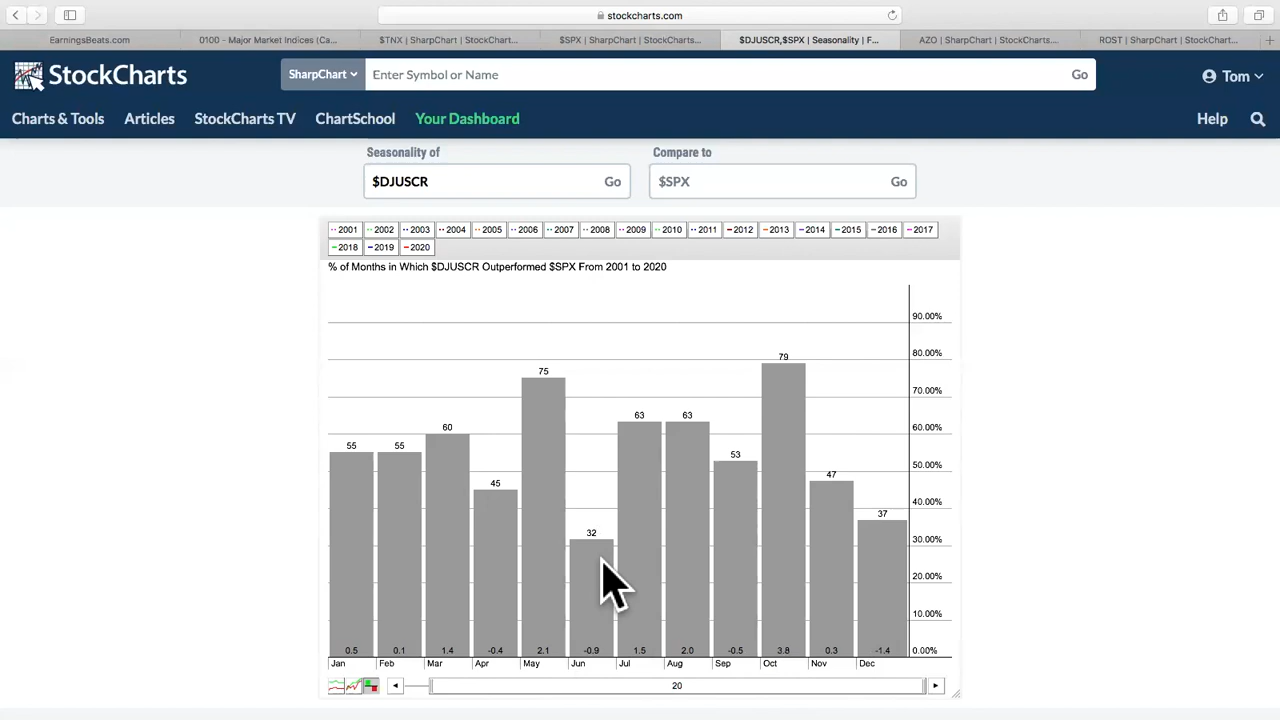 stockcharts.com
EarningsBeats.com
0100 - Major Market Indices (Ca...
$TNX | SharpChart | StockChart...
$SPX | SharpChart | StockCharts...
$DJUSCR,$SPX | Seasonality | F...
AZO | SharpChart | StockCharts....
ROST | SharpChart | StockChart...
StockCharts
SharpChart
Enter Symbol or Name
Go
Tom
Charts & Tools
Articles
StockCharts TV
ChartSchool
Your Dashboard
Help
Seasonality of
Compare to
$DJUSCR
Go
$SPX
Go
2001 2002 2003 2004 2005 2006 2007 2008 2009 2010 2011 2012 2013 2014 2015 2016 2017
2018 2019 2020
% of Months in Which $DJUSCR Outperformed $SPX From 2001 to 2020
90.00%
80.00%
70.00%
60.00%
50.00%
40.00%
30.00%
20.00%
10.00%
0.00%
55 55 60 45 75 32 63 63 53 79 47 37
0.5 0.1 1.4 -0.4 2.1 -0.9 1.5 2.0 -0.5 3.8 0.3 -1.4
Jan Feb Mar Apr May Jun Jul Aug Sep Oct Nov Dec
20